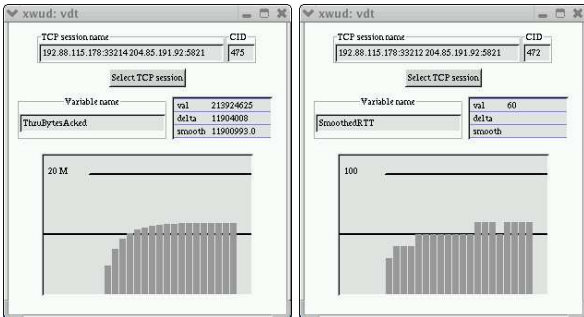 xwud: vdt
TCP session name
CID
192.88.115.178:33214 204.85.191.92:5821
475
Select TCP session
Variable name
ThruBytesAcked
val 213924625
delta 11904008
smooth 11900993.0
20 M
xwud: vdt
TCP session name
CID
192.88.115.178:33212 204.85.191.92:5821
472
Select TCP session
Variable name
SmoothedRTT
val 60
delta
smooth
100